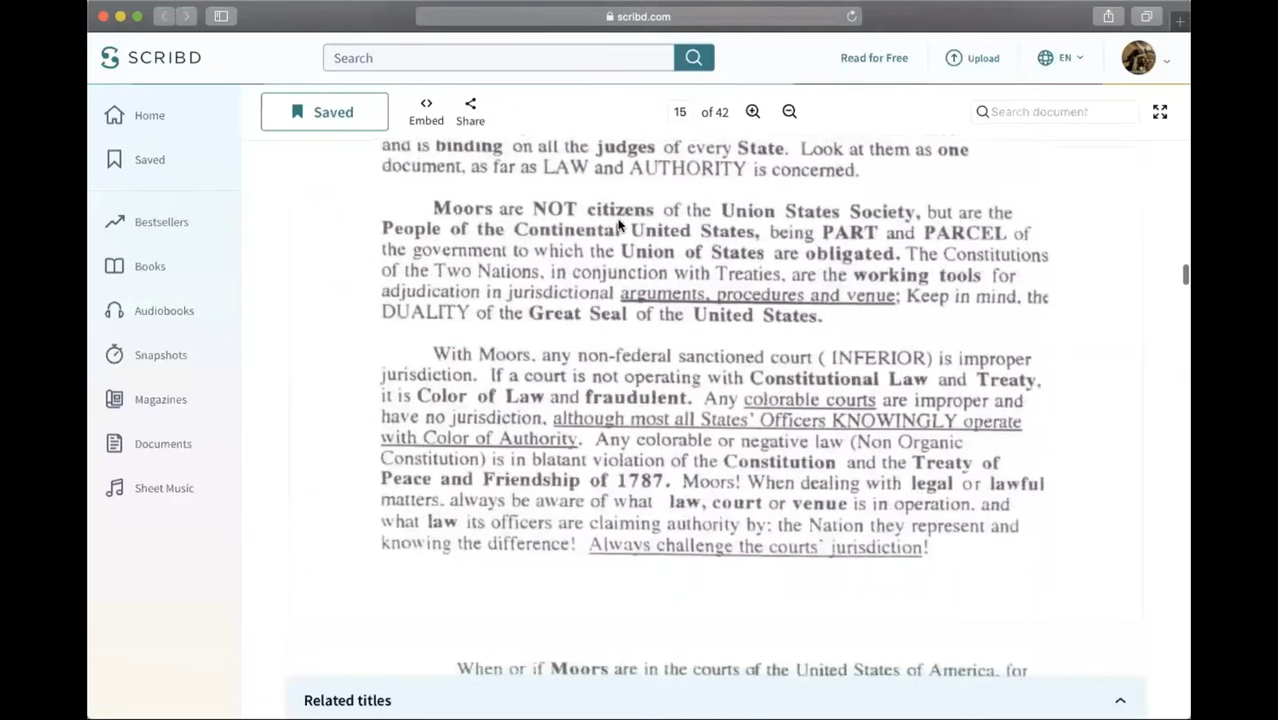 scribd.com
SCRIBD
Search
Read for Free
Upload
EN
Home
Saved
Bestsellers
Books
Audiobooks
Snapshots
Magazines
Documents
Sheet Music
Saved
Embed
Share
15 of 42
Search document
and is binding on all the judges of every State. Look at them as one
document, as far as LAW and AUTHORITY is concerned.
Moors are NOT citizens of the Union States Society, but are the
People of the Continental United States, being PART and PARCEL of
the government to which the Union of States are obligated. The Constitutions
of the Two Nations, in conjunction with Treaties, are the working tools for
adjudication in jurisdictional arguments, procedures and venue; Keep in mind, the
DUALITY of the Great Seal of the United States.
With Moors, any non-federal sanctioned court ( INFERIOR) is improper
jurisdiction. If a court is not operating with Constitutional Law and Treaty,
it is Color of Law and fraudulent. Any colorable courts are improper and
have no jurisdiction, although most all States' Officers KNOWINGLY operate
with Color of Authority. Any colorable or negative law (Non Organic
Constitution) is in blatant violation of the Constitution and the Treaty of
Peace and Friendship of 1787. Moors! When dealing with legal or lawful
matters, always be aware of what law, court or venue is in operation, and
what law its officers are claiming authority by; the Nation they represent and
knowing the difference! Always challenge the courts' jurisdiction!
When or if Moors are in the courts of the United States of America, for
Related titles